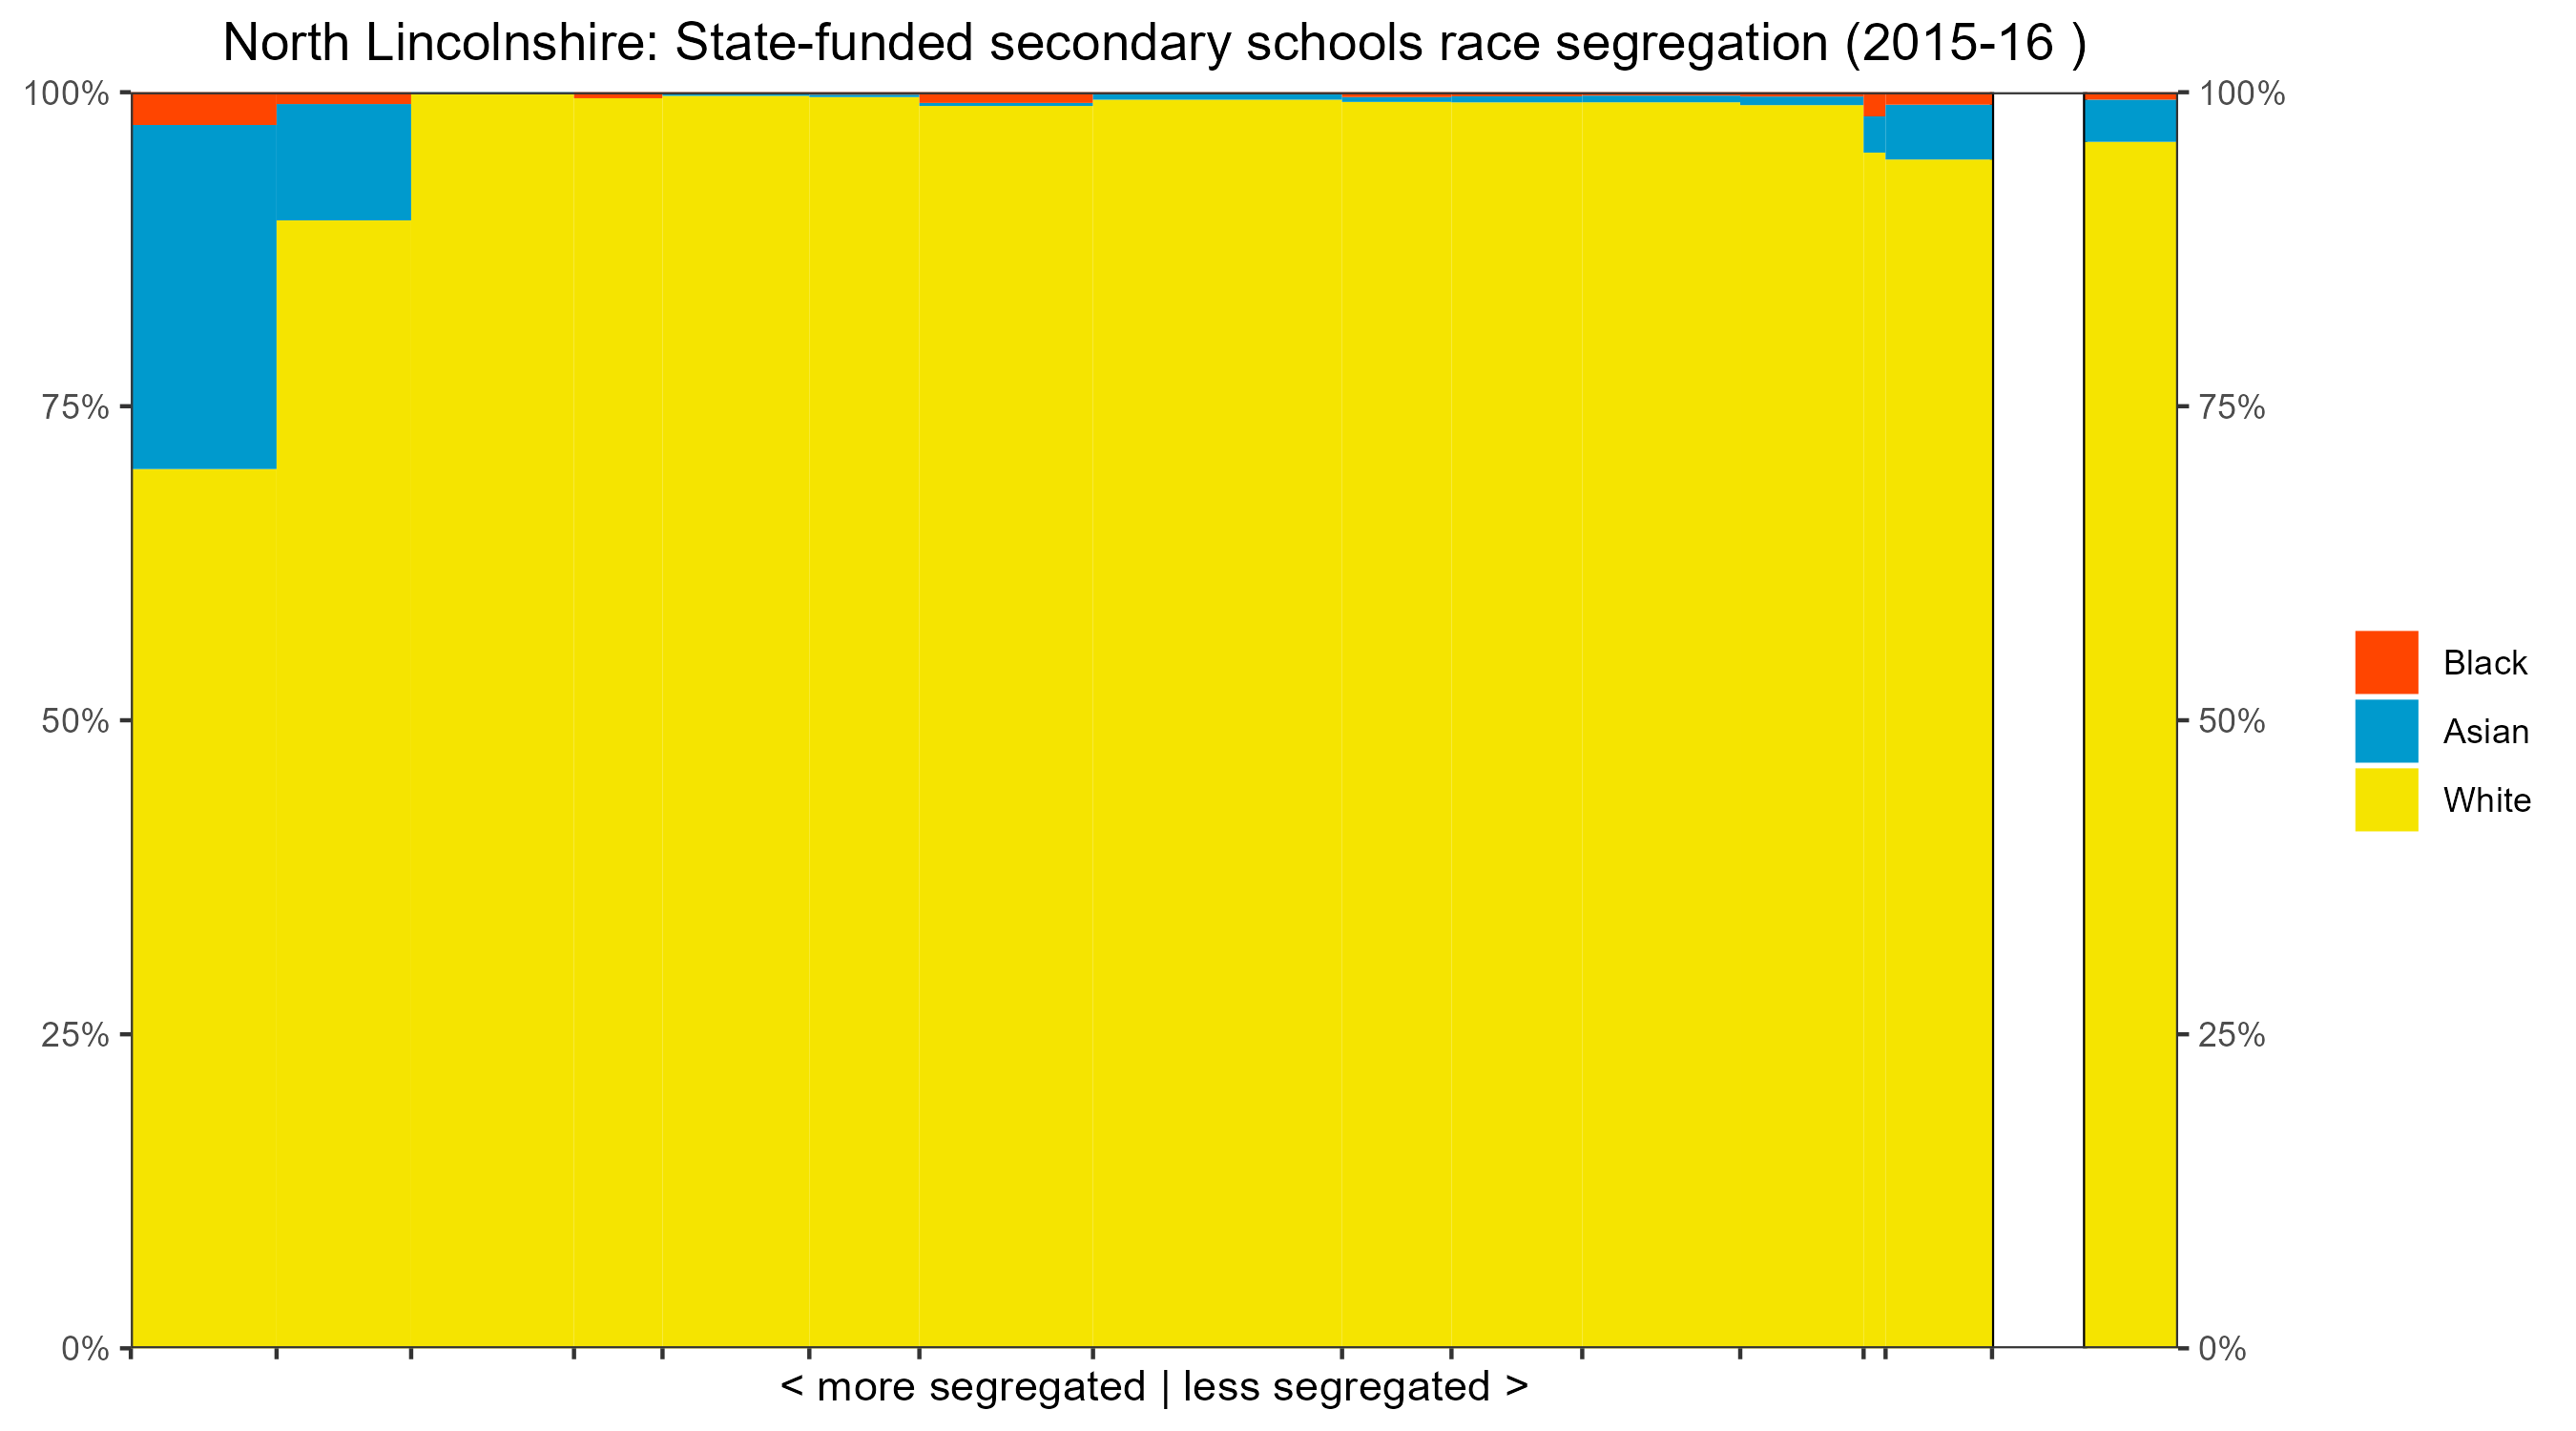 North Lincolnshire: State-funded secondary schools race segregation (2015-16 )
100%
75%
50%
25%
0%
100%
75%
50%
25%
0%
Black
Asian
White
< more segregated | less segregated >